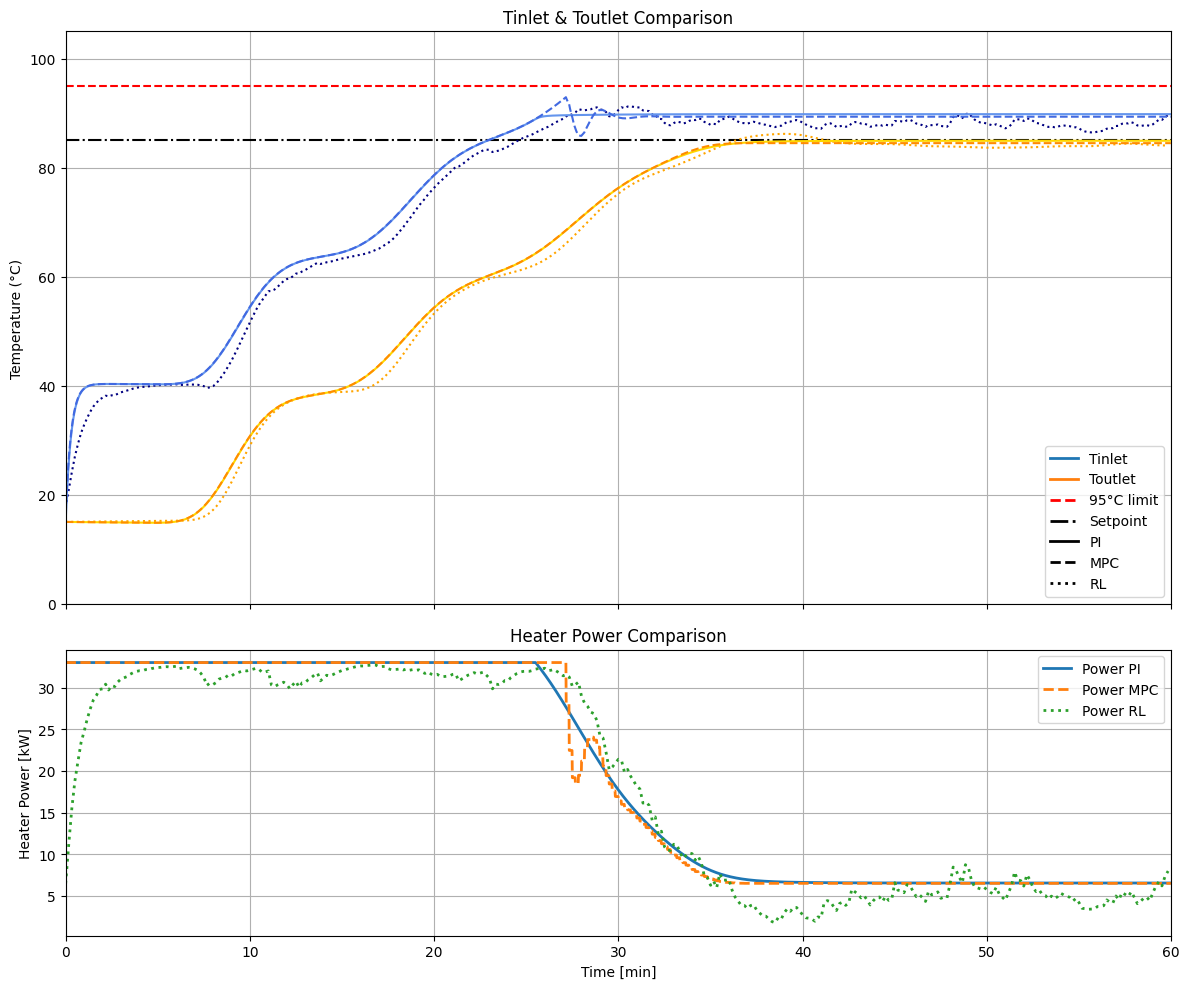 Tinlet & Toutlet Comparison
100
80
60
40
20
0
Temperature (°C)
Tinlet
Toutlet
95°C limit
Setpoint
PI
MPC
RL
Heater Power Comparison
30
25
20
15
10
5
Heater Power [kW]
Power PI
Power MPC
Power RL
0 10 20 30 40 50 60
Time [min]